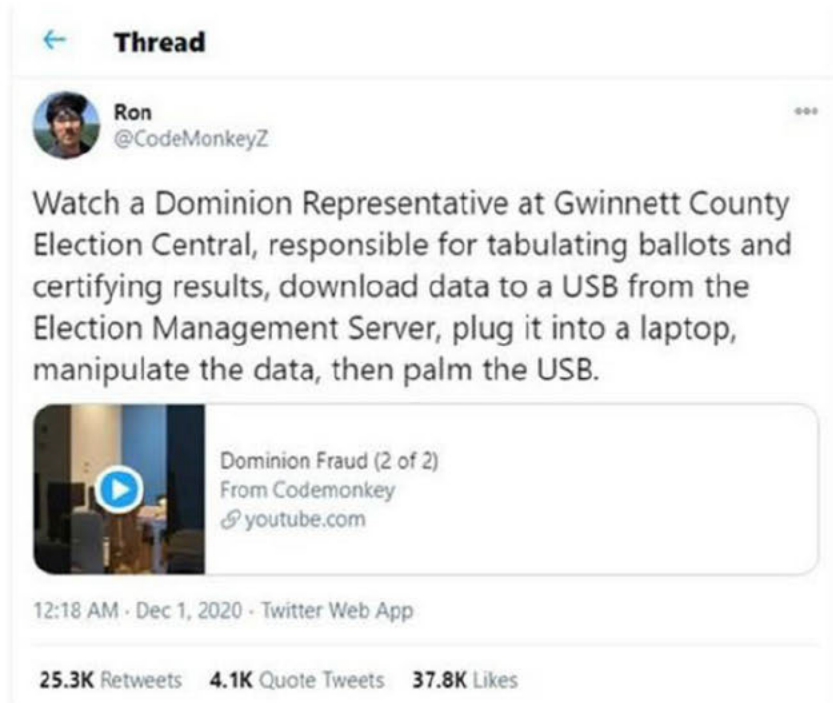 Thread
Ron
@CodeMonkeyZ
Watch a Dominion Representative at Gwinnett County
Election Central, responsible for tabulating ballots and
certifying results, download data to a USB from the
Election Management Server, plug it into a laptop,
manipulate the data, then palm the USB.
Dominion Fraud (2 of 2)
From Codemonkey
youtube.com
12:18 AM · Dec 1, 2020 · Twitter Web App
25.3K Retweets 4.1K Quote Tweets 37.8K Likes